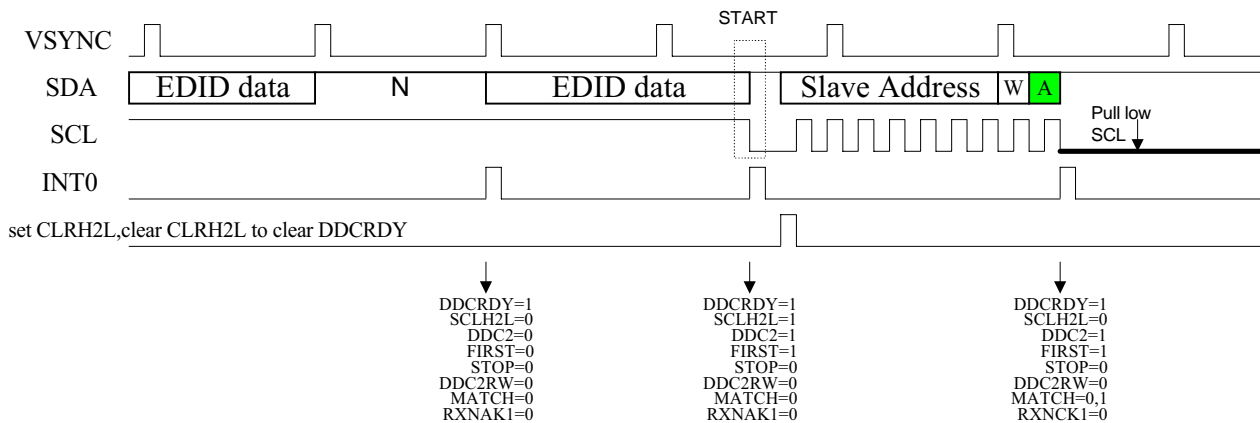 START
VSYNC
SDA EDID data N EDID data Slave Address W A
SCL Pull low
SCL
INT0
set CLRH2L,clear CLRH2L to clear DDCRDY
DDCRDY=1 DDCRDY=1 DDCRDY=1
SCLH2L=0 SCLH2L=1 SCLH2L=0
DDC2=0 DDC2=1 DDC2=1
FIRST=0 FIRST=1 FIRST=1
STOP=0 STOP=0 STOP=0
DDC2RW=0 DDC2RW=0 DDC2RW=0
MATCH=0 MATCH=0 MATCH=0,1
RXNAK1=0 RXNAK1=0 RXNCK1=0